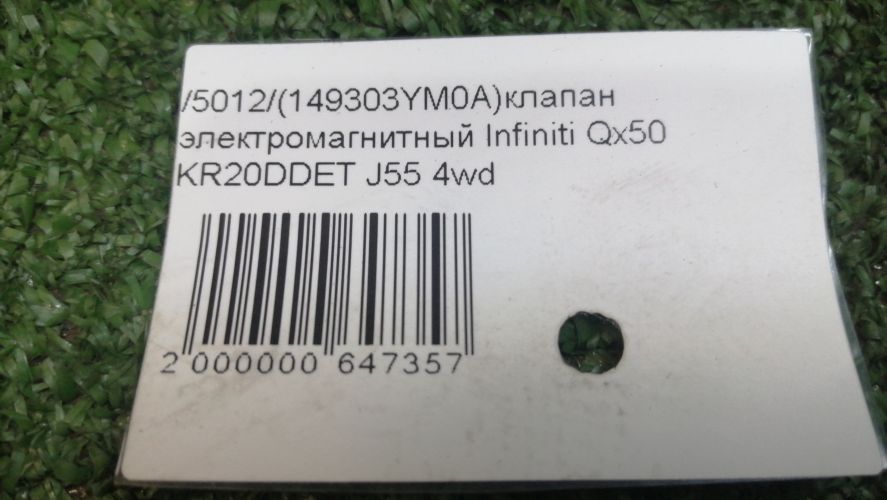 /5012/(149303YM0A)клапан
электромагнитный Infiniti Qx50
KR20DDET J55 4wd
2 000000 647357